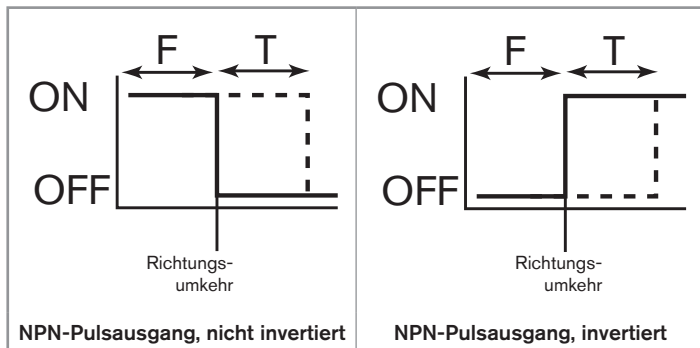 F T
ON
OFF
Richtungs-
umkehr
NPN-Pulsausgang, nicht invertiert
F T
ON
OFF
Richtungs-
umkehr
NPN-Pulsausgang, invertiert